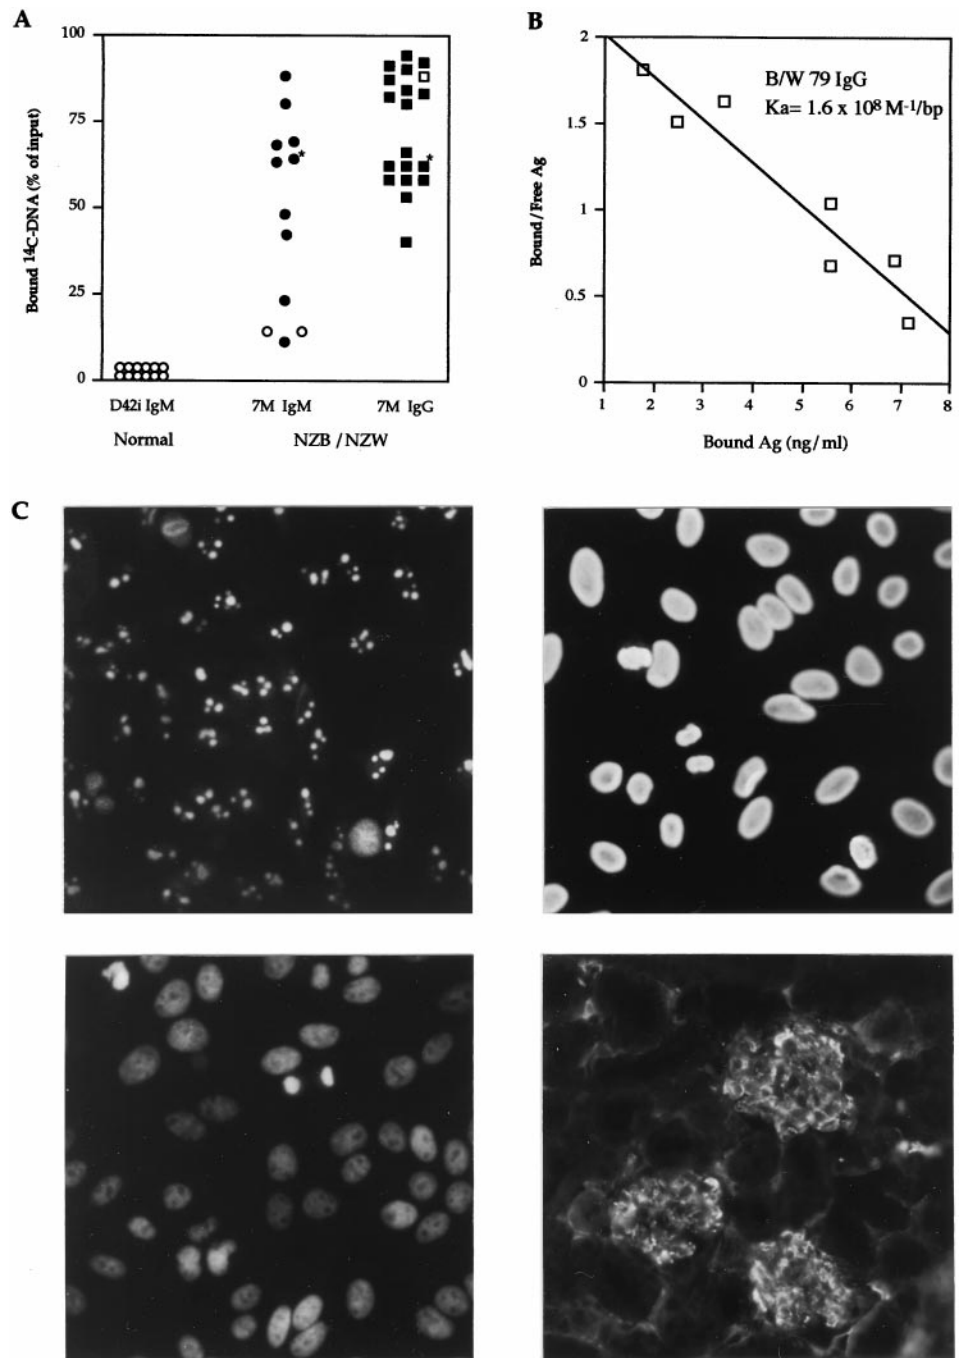 A
100
75
50
25
0
Bound ¹⁴C-DNA (% of input)
*
*
D42i IgM
7M IgM
7M IgG
Normal
NZB / NZW
B
2
1.5
1
0.5
0
Bound/Free Ag
B/W 79 IgG
Ka= 1.6 x 10⁸ M⁻¹/bp
1 2 3 4 5 6 7 8
Bound Ag (ng/ml)
C